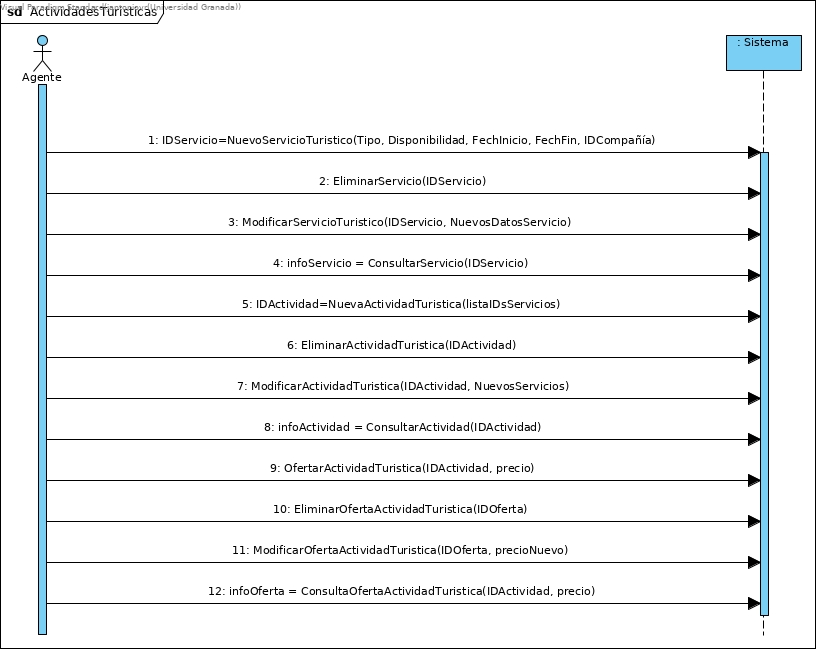 Visual Paradigm Standard(Universidad Granada))
sd ActividadesTuristicas
Agente
: Sistema
1: IDServicio=NuevoServicioTuristico(Tipo, Disponibilidad, FechInicio, FechFin, IDCompañía)
2: EliminarServicio(IDServicio)
3: ModificarServicioTuristico(IDServicio, NuevosDatosServicio)
4: infoServicio = ConsultarServicio(IDServicio)
5: IDActividad=NuevaActividadTuristica(listaIDsServicios)
6: EliminarActividadTuristica(IDActividad)
7: ModificarActividadTuristica(IDActividad, NuevosServicios)
8: infoActividad = ConsultarActividad(IDActividad)
9: OfertarActividadTuristica(IDActividad, precio)
10: EliminarOfertaActividadTuristica(IDOferta)
11: ModificarOfertaActividadTuristica(IDOferta, precioNuevo)
12: infoOferta = ConsultaOfertaActividadTuristica(IDActividad, precio)